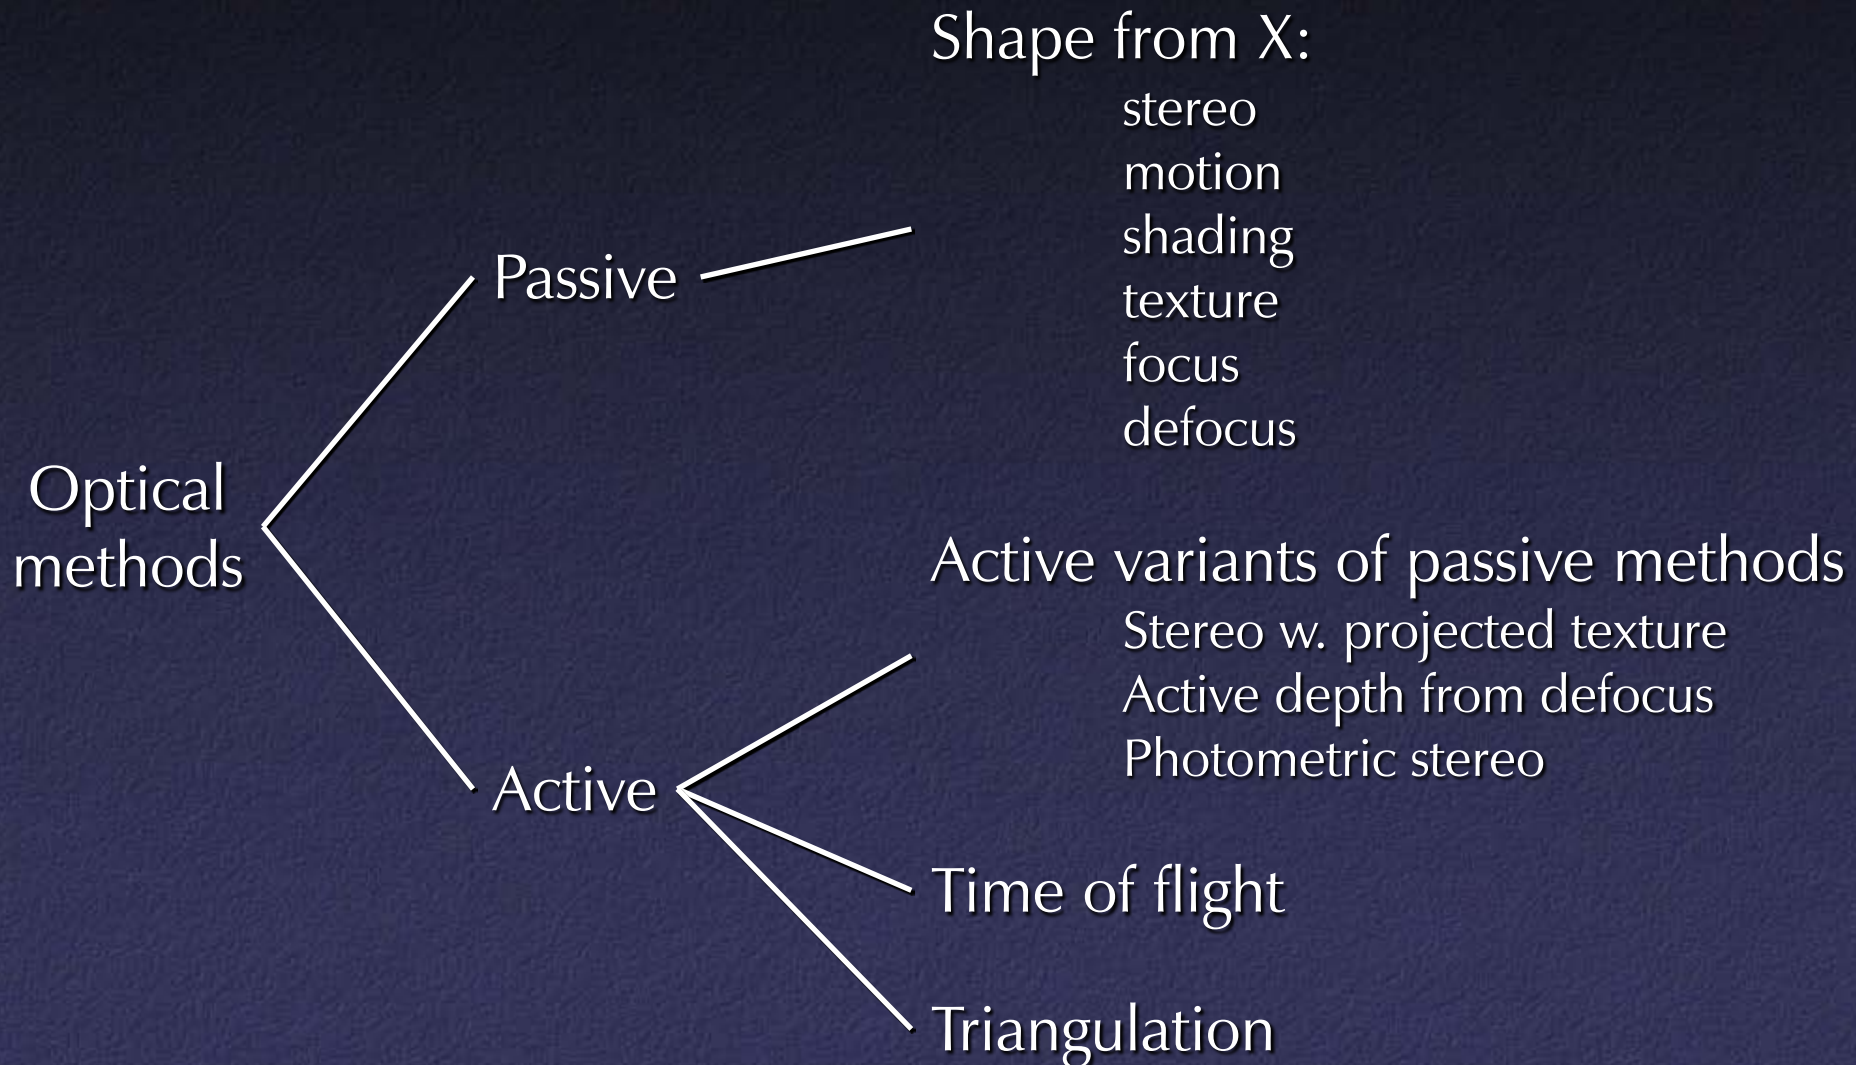 Optical
methods
Passive
Shape from X:
stereo
motion
shading
texture
focus
defocus
Active
Active variants of passive methods
Stereo w. projected texture
Active depth from defocus
Photometric stereo
Time of flight
Triangulation